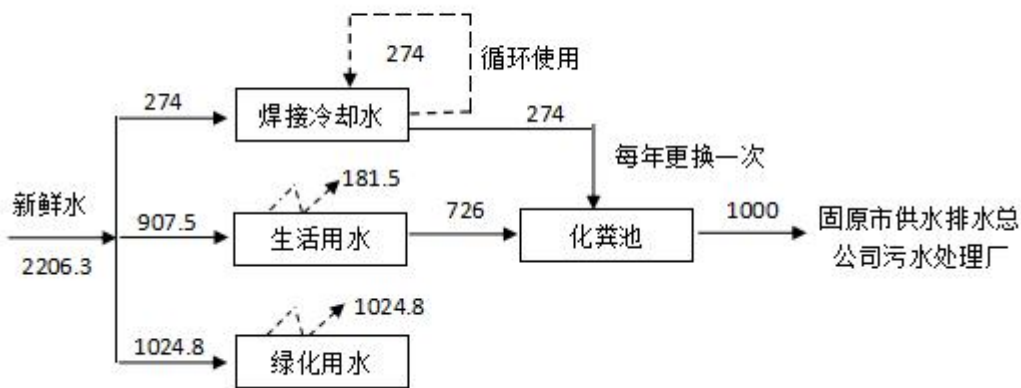 274
循环使用
274
焊接冷却水
274
每年更换一次
181.5
新鲜水
907.5
生活用水
726
化粪池
1000
固原市供水排水总
公司污水处理厂
2206.3
1024.8
1024.8
绿化用水